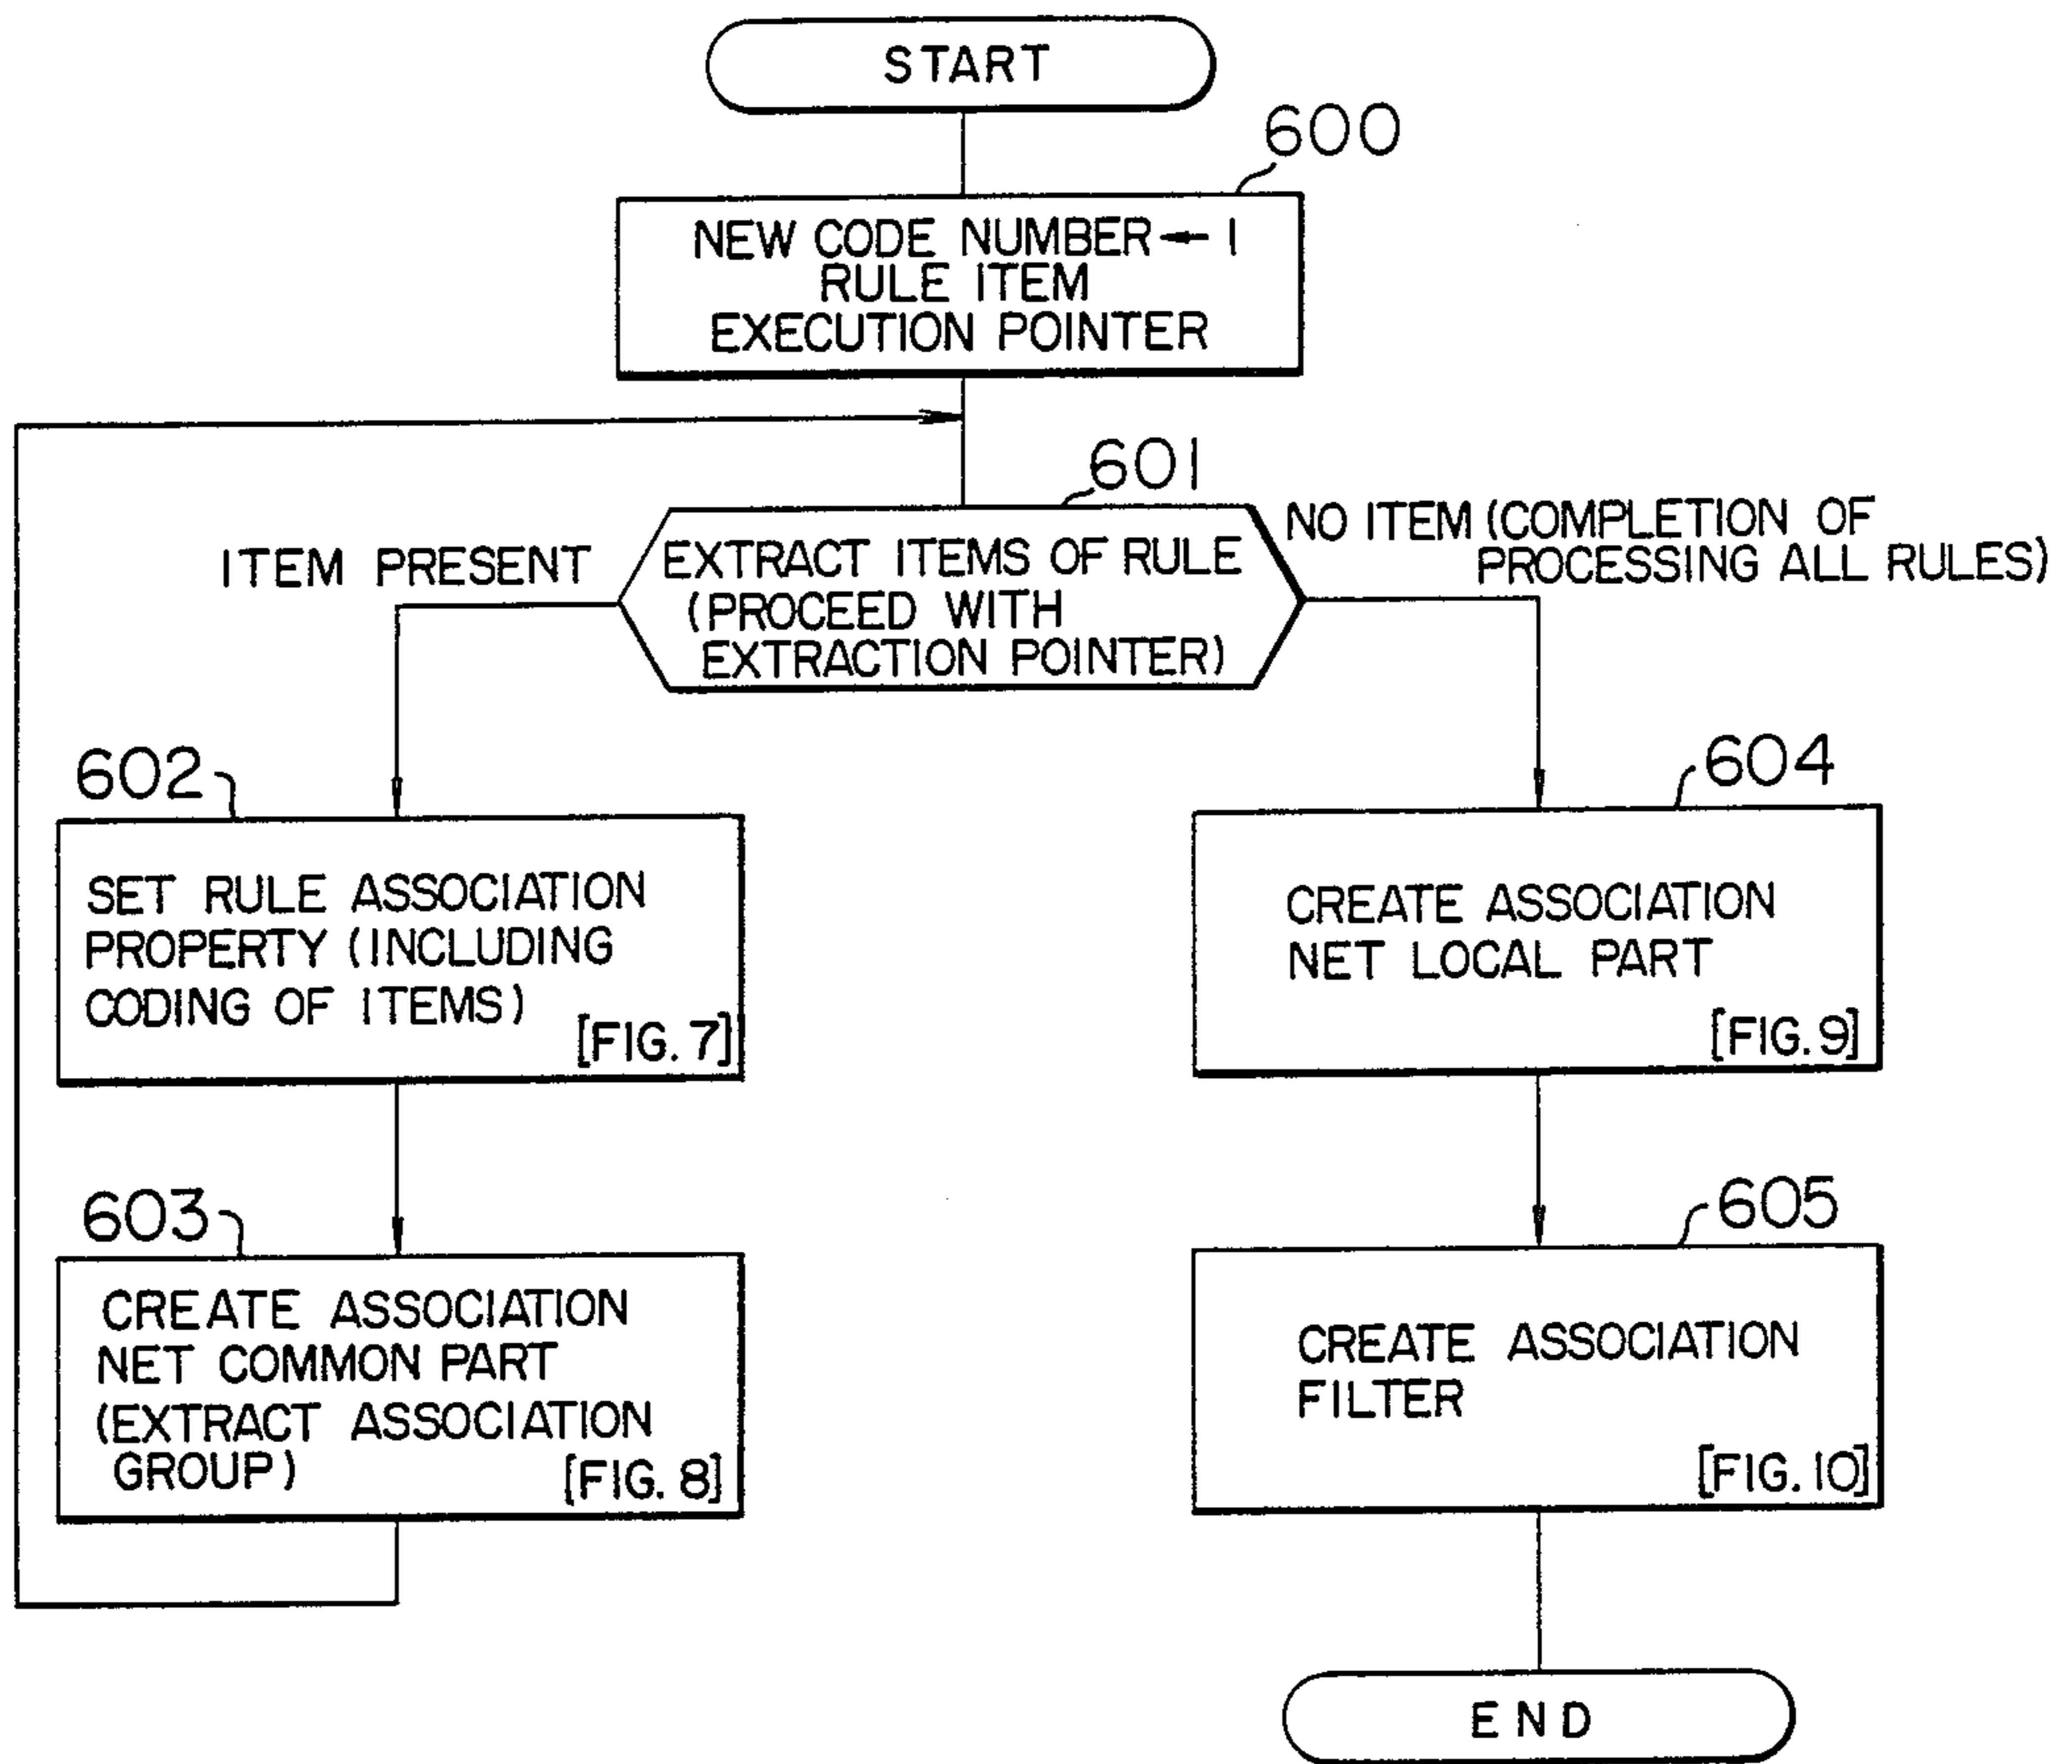 START
600
NEW CODE NUMBER ← 1
RULE ITEM
EXECUTION POINTER
601
ITEM PRESENT
EXTRACT ITEMS OF RULE
(PROCEED WITH
EXTRACTION POINTER)
NO ITEM (COMPLETION OF
PROCESSING ALL RULES)
602
SET RULE ASSOCIATION
PROPERTY (INCLUDING
CODING OF ITEMS)
[FIG. 7]
604
CREATE ASSOCIATION
NET LOCAL PART
[FIG. 9]
603
CREATE ASSOCIATION
NET COMMON PART
(EXTRACT ASSOCIATION
GROUP)
[FIG. 8]
605
CREATE ASSOCIATION
FILTER
[FIG. 10]
END